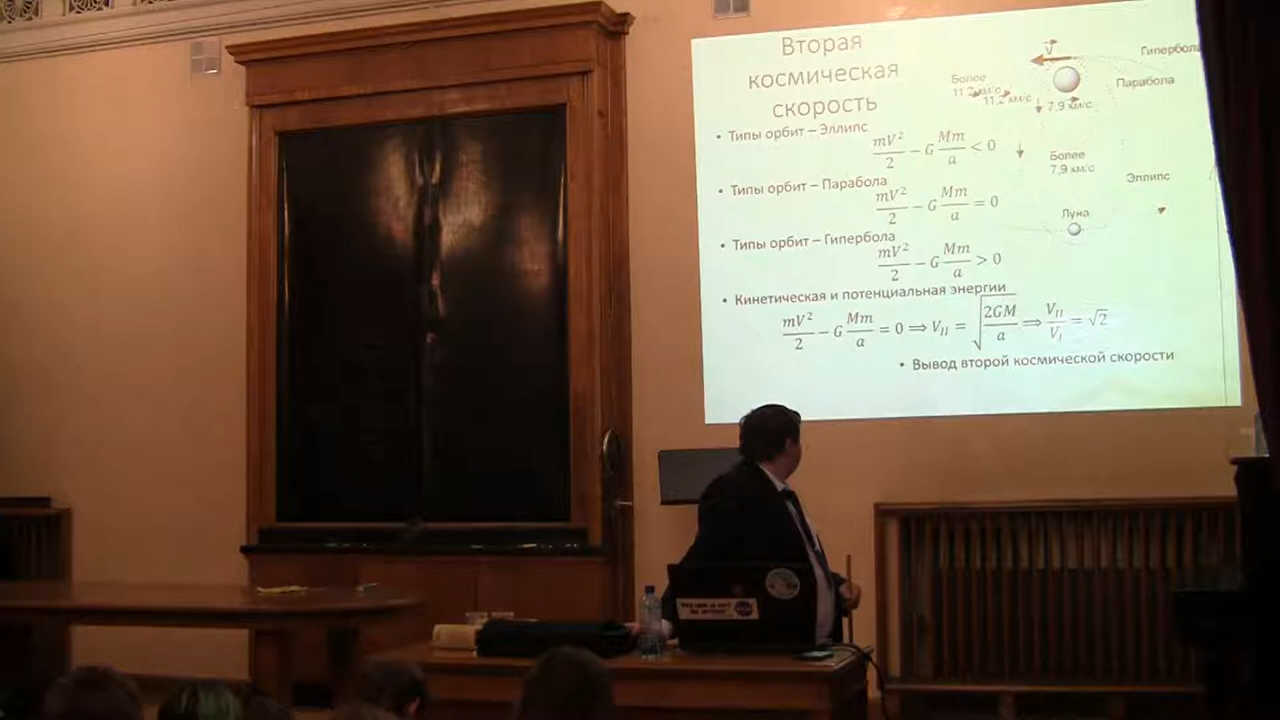 Вторая
космическая
скорость
V
Гипербола
Парабола
Более
11,2 км/с
11,2 км/с
7,9 км/с
Более
7,9 км/с
Эллипс
Луна
• Типы орбит – Эллипс
mV²/2 − G Mm/a < 0
• Типы орбит – Парабола
mV²/2 − G Mm/a = 0
• Типы орбит – Гипербола
mV²/2 − G Mm/a > 0
• Кинетическая и потенциальная энергии
mV²/2 − G Mm/a = 0 ⟹ V_II = √(2GM/a) ⟹ V_II/V_I = √2
• Вывод второй космической скорости